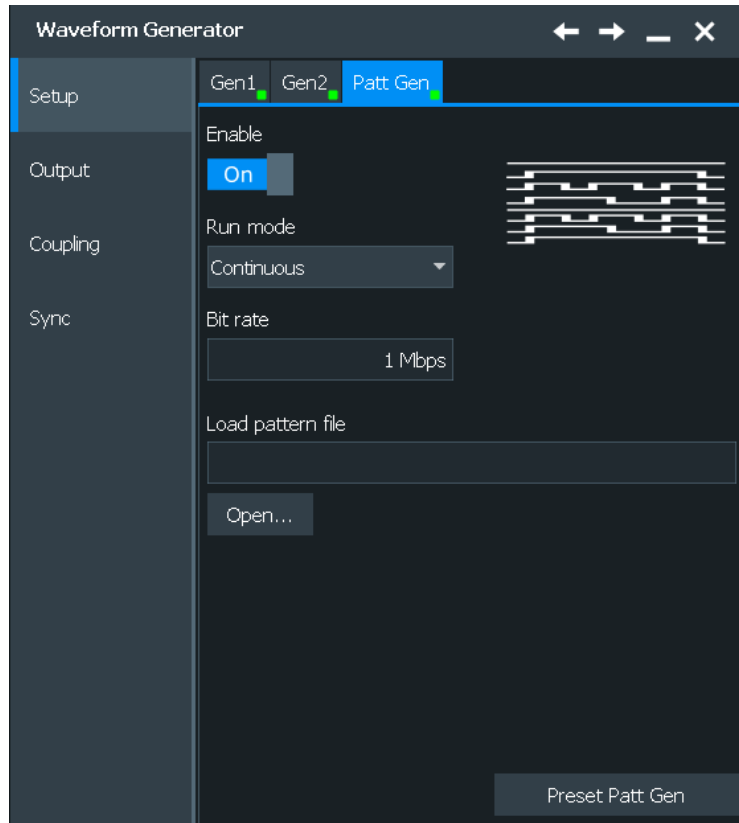 Waveform Generator
Setup
Output
Coupling
Sync
Gen1 Gen2 Patt Gen
Enable
On
Run mode
Continuous
Bit rate
1 Mbps
Load pattern file
Open...
Preset Patt Gen